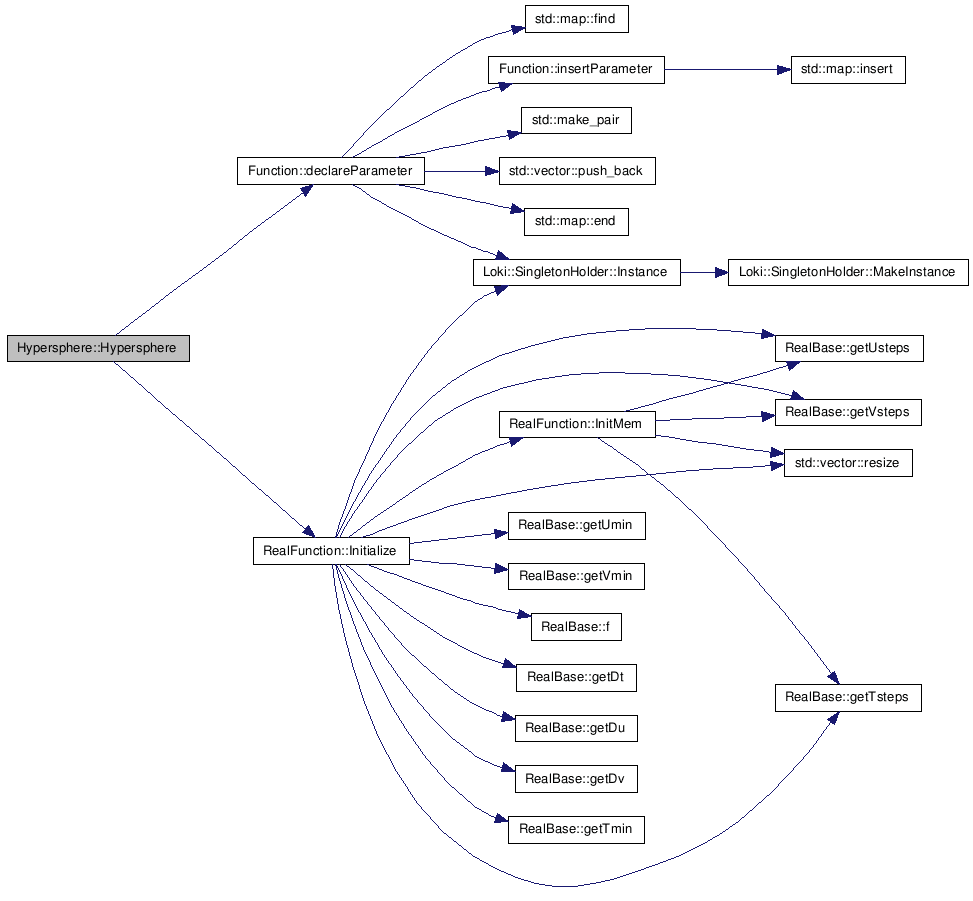 std::map::find
Function::insertParameter
std::map::insert
std::make_pair
Function::declareParameter
std::vector::push_back
std::map::end
Loki::SingletonHolder::Instance
Loki::SingletonHolder::MakeInstance
Hypersphere::Hypersphere
RealBase::getUsteps
RealBase::getVsteps
RealFunction::InitMem
std::vector::resize
RealBase::getUmin
RealFunction::Initialize
RealBase::getVmin
RealBase::f
RealBase::getDt
RealBase::getTsteps
RealBase::getDu
RealBase::getDv
RealBase::getTmin